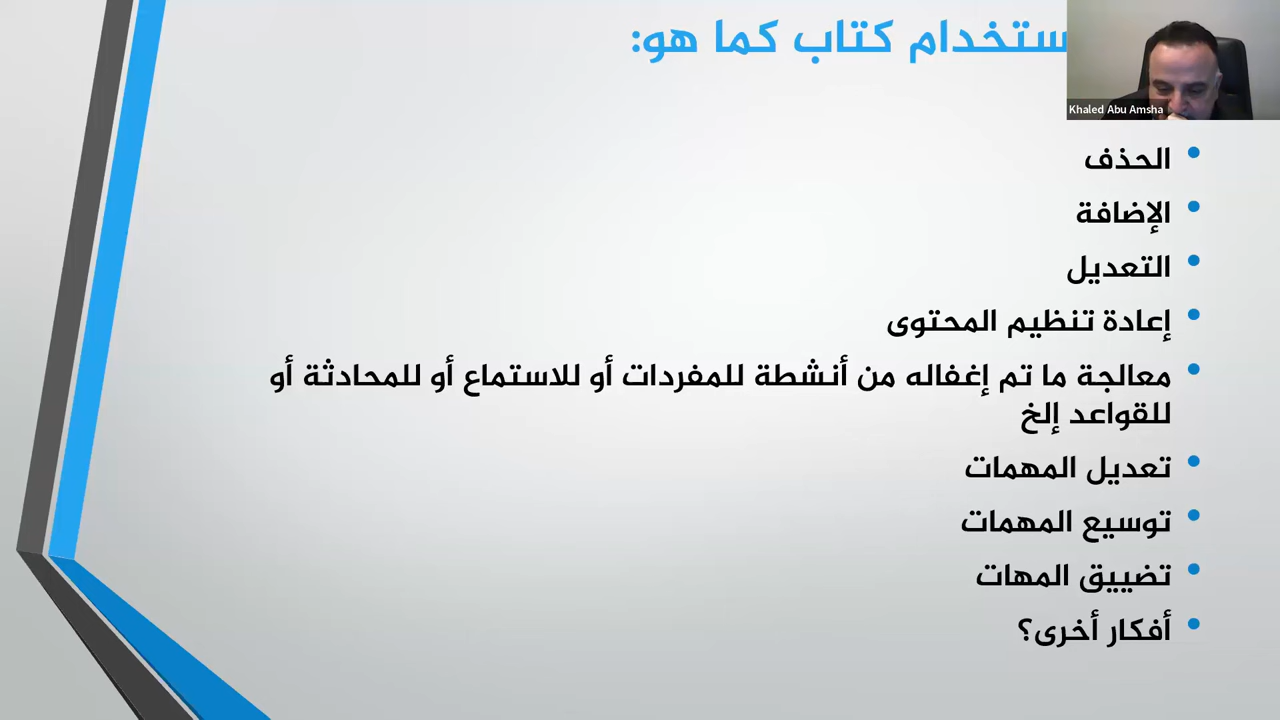 كتاب كما هو:
Khaled Abu Amsha
الحذف
الإضافة
التعديل
إعادة تنظيم المحتوى
معالجة ما تم إغفاله من أنشطة للمفردات أو للاستماع أو للمحادثة أو
للقواعد إلخ
تعديل المهمات
توسيع المهمات
تضييق المهات
أفكار أخرى؟